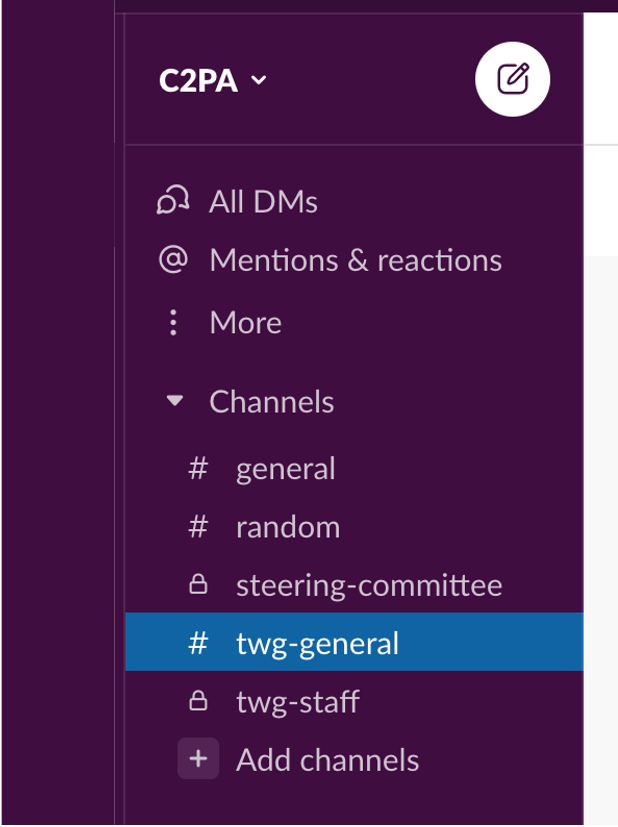 C2PA
All DMs
Mentions & reactions
More
Channels
# general
# random
steering-committee
# twg-general
twg-staff
+ Add channels